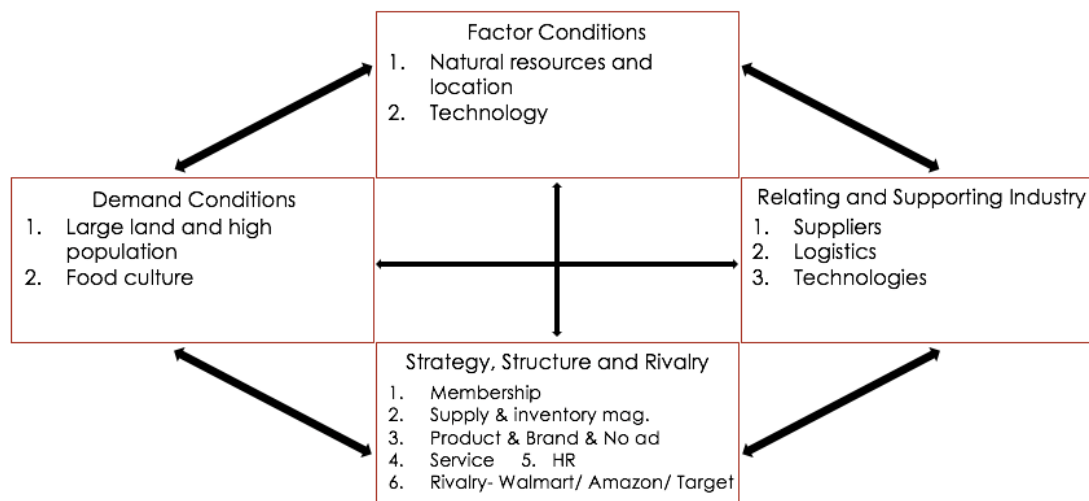 Factor Conditions
1. Natural resources and
location
2. Technology
Demand Conditions
1. Large land and high
population
2. Food culture
Relating and Supporting Industry
1. Suppliers
2. Logistics
3. Technologies
Strategy, Structure and Rivalry
1. Membership
2. Supply & inventory mag.
3. Product & Brand & No ad
4. Service 5. HR
6. Rivalry- Walmart/ Amazon/ Target